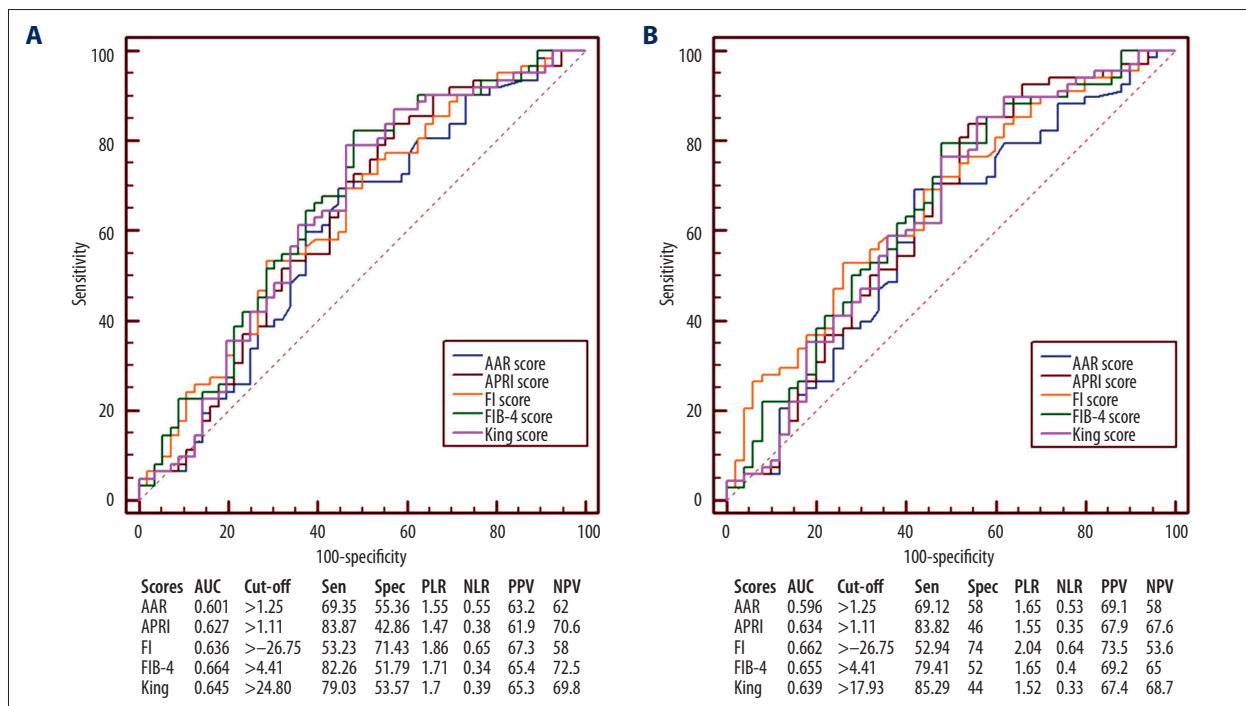 A
100
80
60
40
20
0
Sensitivity
AAR score
APRI score
FI score
FIB-4 score
King score
0 20 40 60 80 100
100-specificity
Scores AUC Cut-off Sen Spec PLR NLR PPV NPV
AAR 0.601 >1.25 69.35 55.36 1.55 0.55 63.2 62
APRI 0.627 >1.11 83.87 42.86 1.47 0.38 61.9 70.6
FI 0.636 >−26.75 53.23 71.43 1.86 0.65 67.3 58
FIB-4 0.664 >4.41 82.26 51.79 1.71 0.34 65.4 72.5
King 0.645 >24.80 79.03 53.57 1.7 0.39 65.3 69.8
B
100
80
60
40
20
0
Sensitivity
AAR score
APRI score
FI score
FIB-4 score
King score
0 20 40 60 80 100
100-specificity
Scores AUC Cut-off Sen Spec PLR NLR PPV NPV
AAR 0.596 >1.25 69.12 58 1.65 0.53 69.1 58
APRI 0.634 >1.11 83.82 46 1.55 0.35 67.9 67.6
FI 0.662 >−26.75 52.94 74 2.04 0.64 73.5 53.6
FIB-4 0.655 >4.41 79.41 52 1.65 0.4 69.2 65
King 0.639 >17.93 85.29 44 1.52 0.33 67.4 68.7